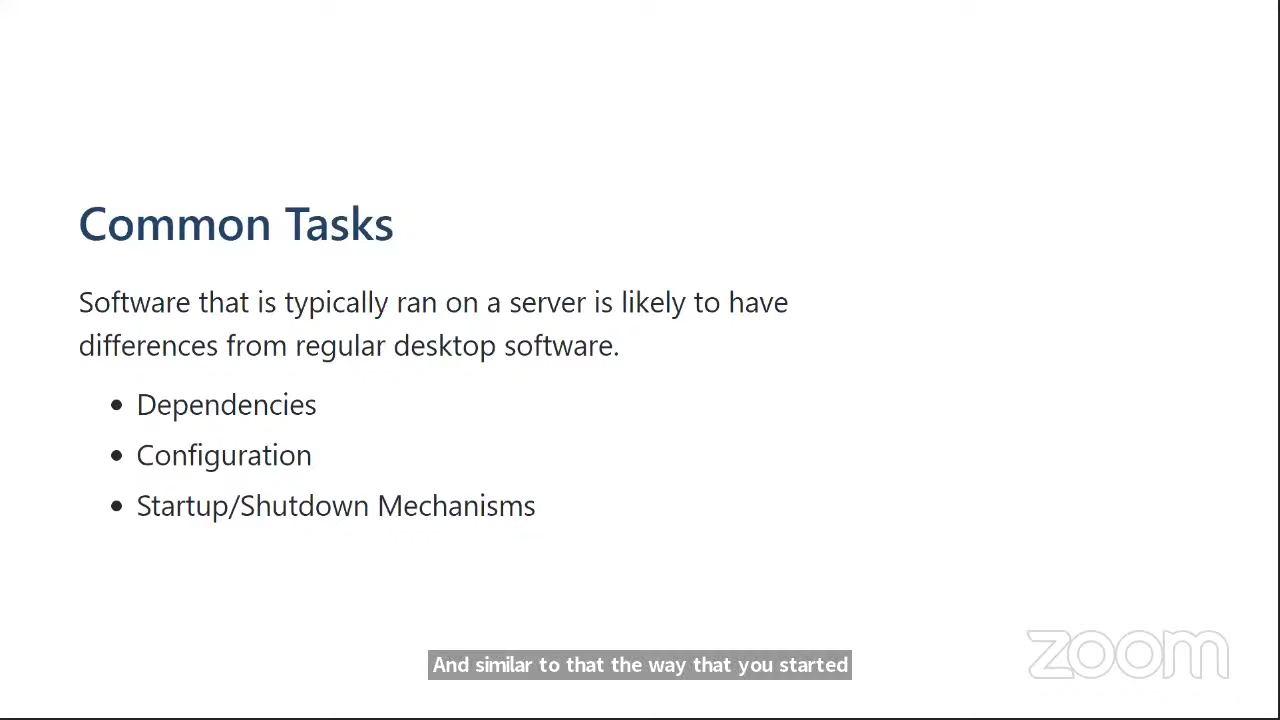 Common Tasks
Software that is typically ran on a server is likely to have
differences from regular desktop software.
• Dependencies
• Configuration
• Startup/Shutdown Mechanisms
And similar to that the way that you started
zoom